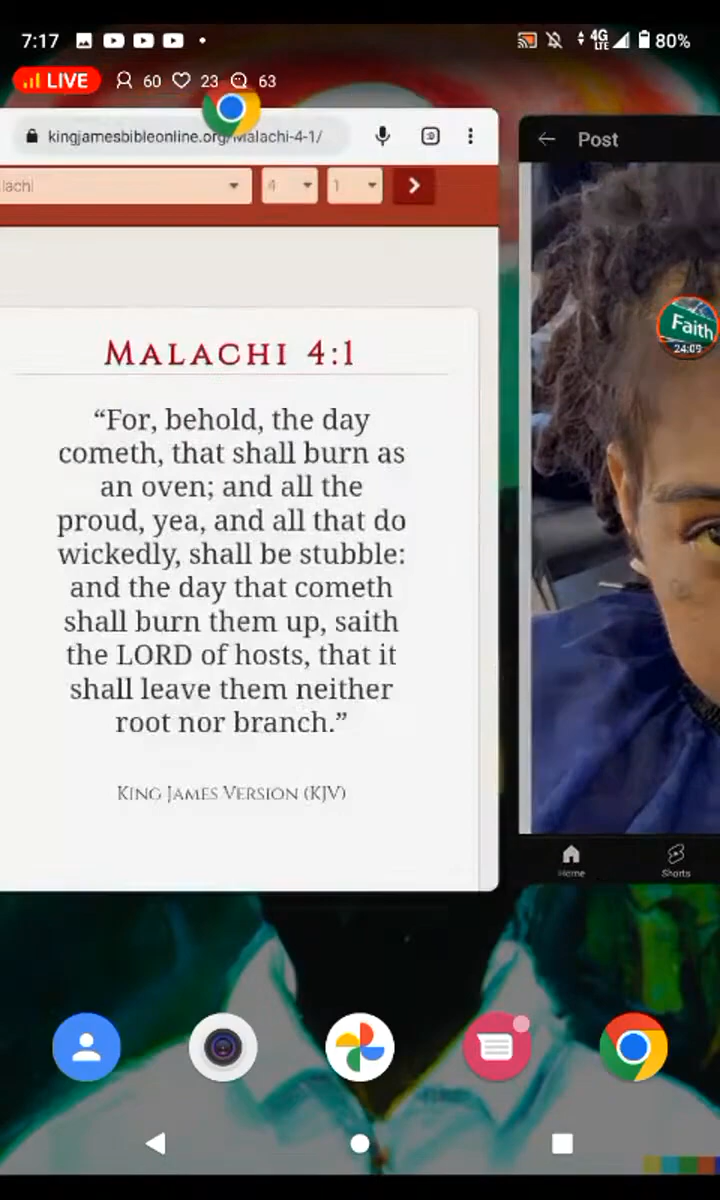 7:17
4G
LTE
80%
LIVE
60
23
63
kingjamesbibleonline.org/Malachi-4-1/
:D
lachi
4
1
Post
Faith
24:09
MALACHI 4:1
“For, behold, the day
cometh, that shall burn as
an oven; and all the
proud, yea, and all that do
wickedly, shall be stubble:
and the day that cometh
shall burn them up, saith
the LORD of hosts, that it
shall leave them neither
root nor branch.”
KING JAMES VERSION (KJV)
Home
Shorts